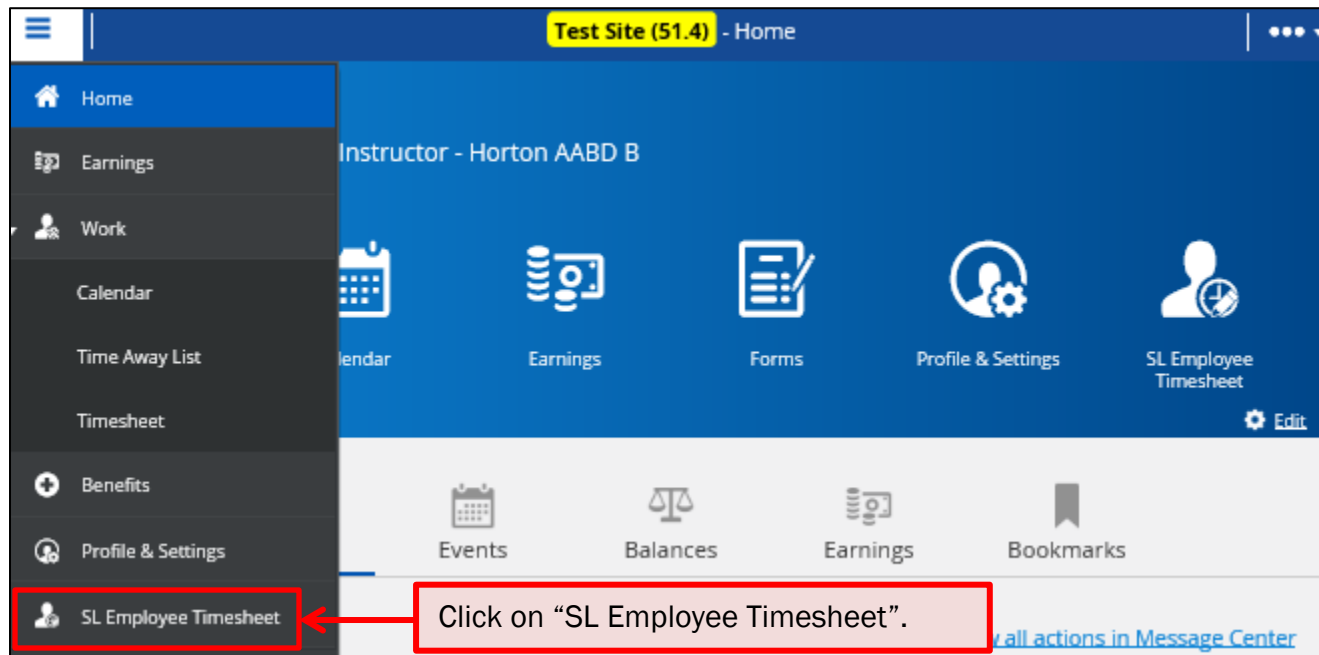 Test Site (51.4) - Home
Home
Instructor - Horton AABD B
Earnings
Work
Calendar
Time Away List
Timesheet
Benefits
Profile & Settings
SL Employee Timesheet
lendar
Earnings
Forms
Profile & Settings
SL Employee
Timesheet
Edit
Events
Balances
Earnings
Bookmarks
Click on “SL Employee Timesheet”.
all actions in Message Center